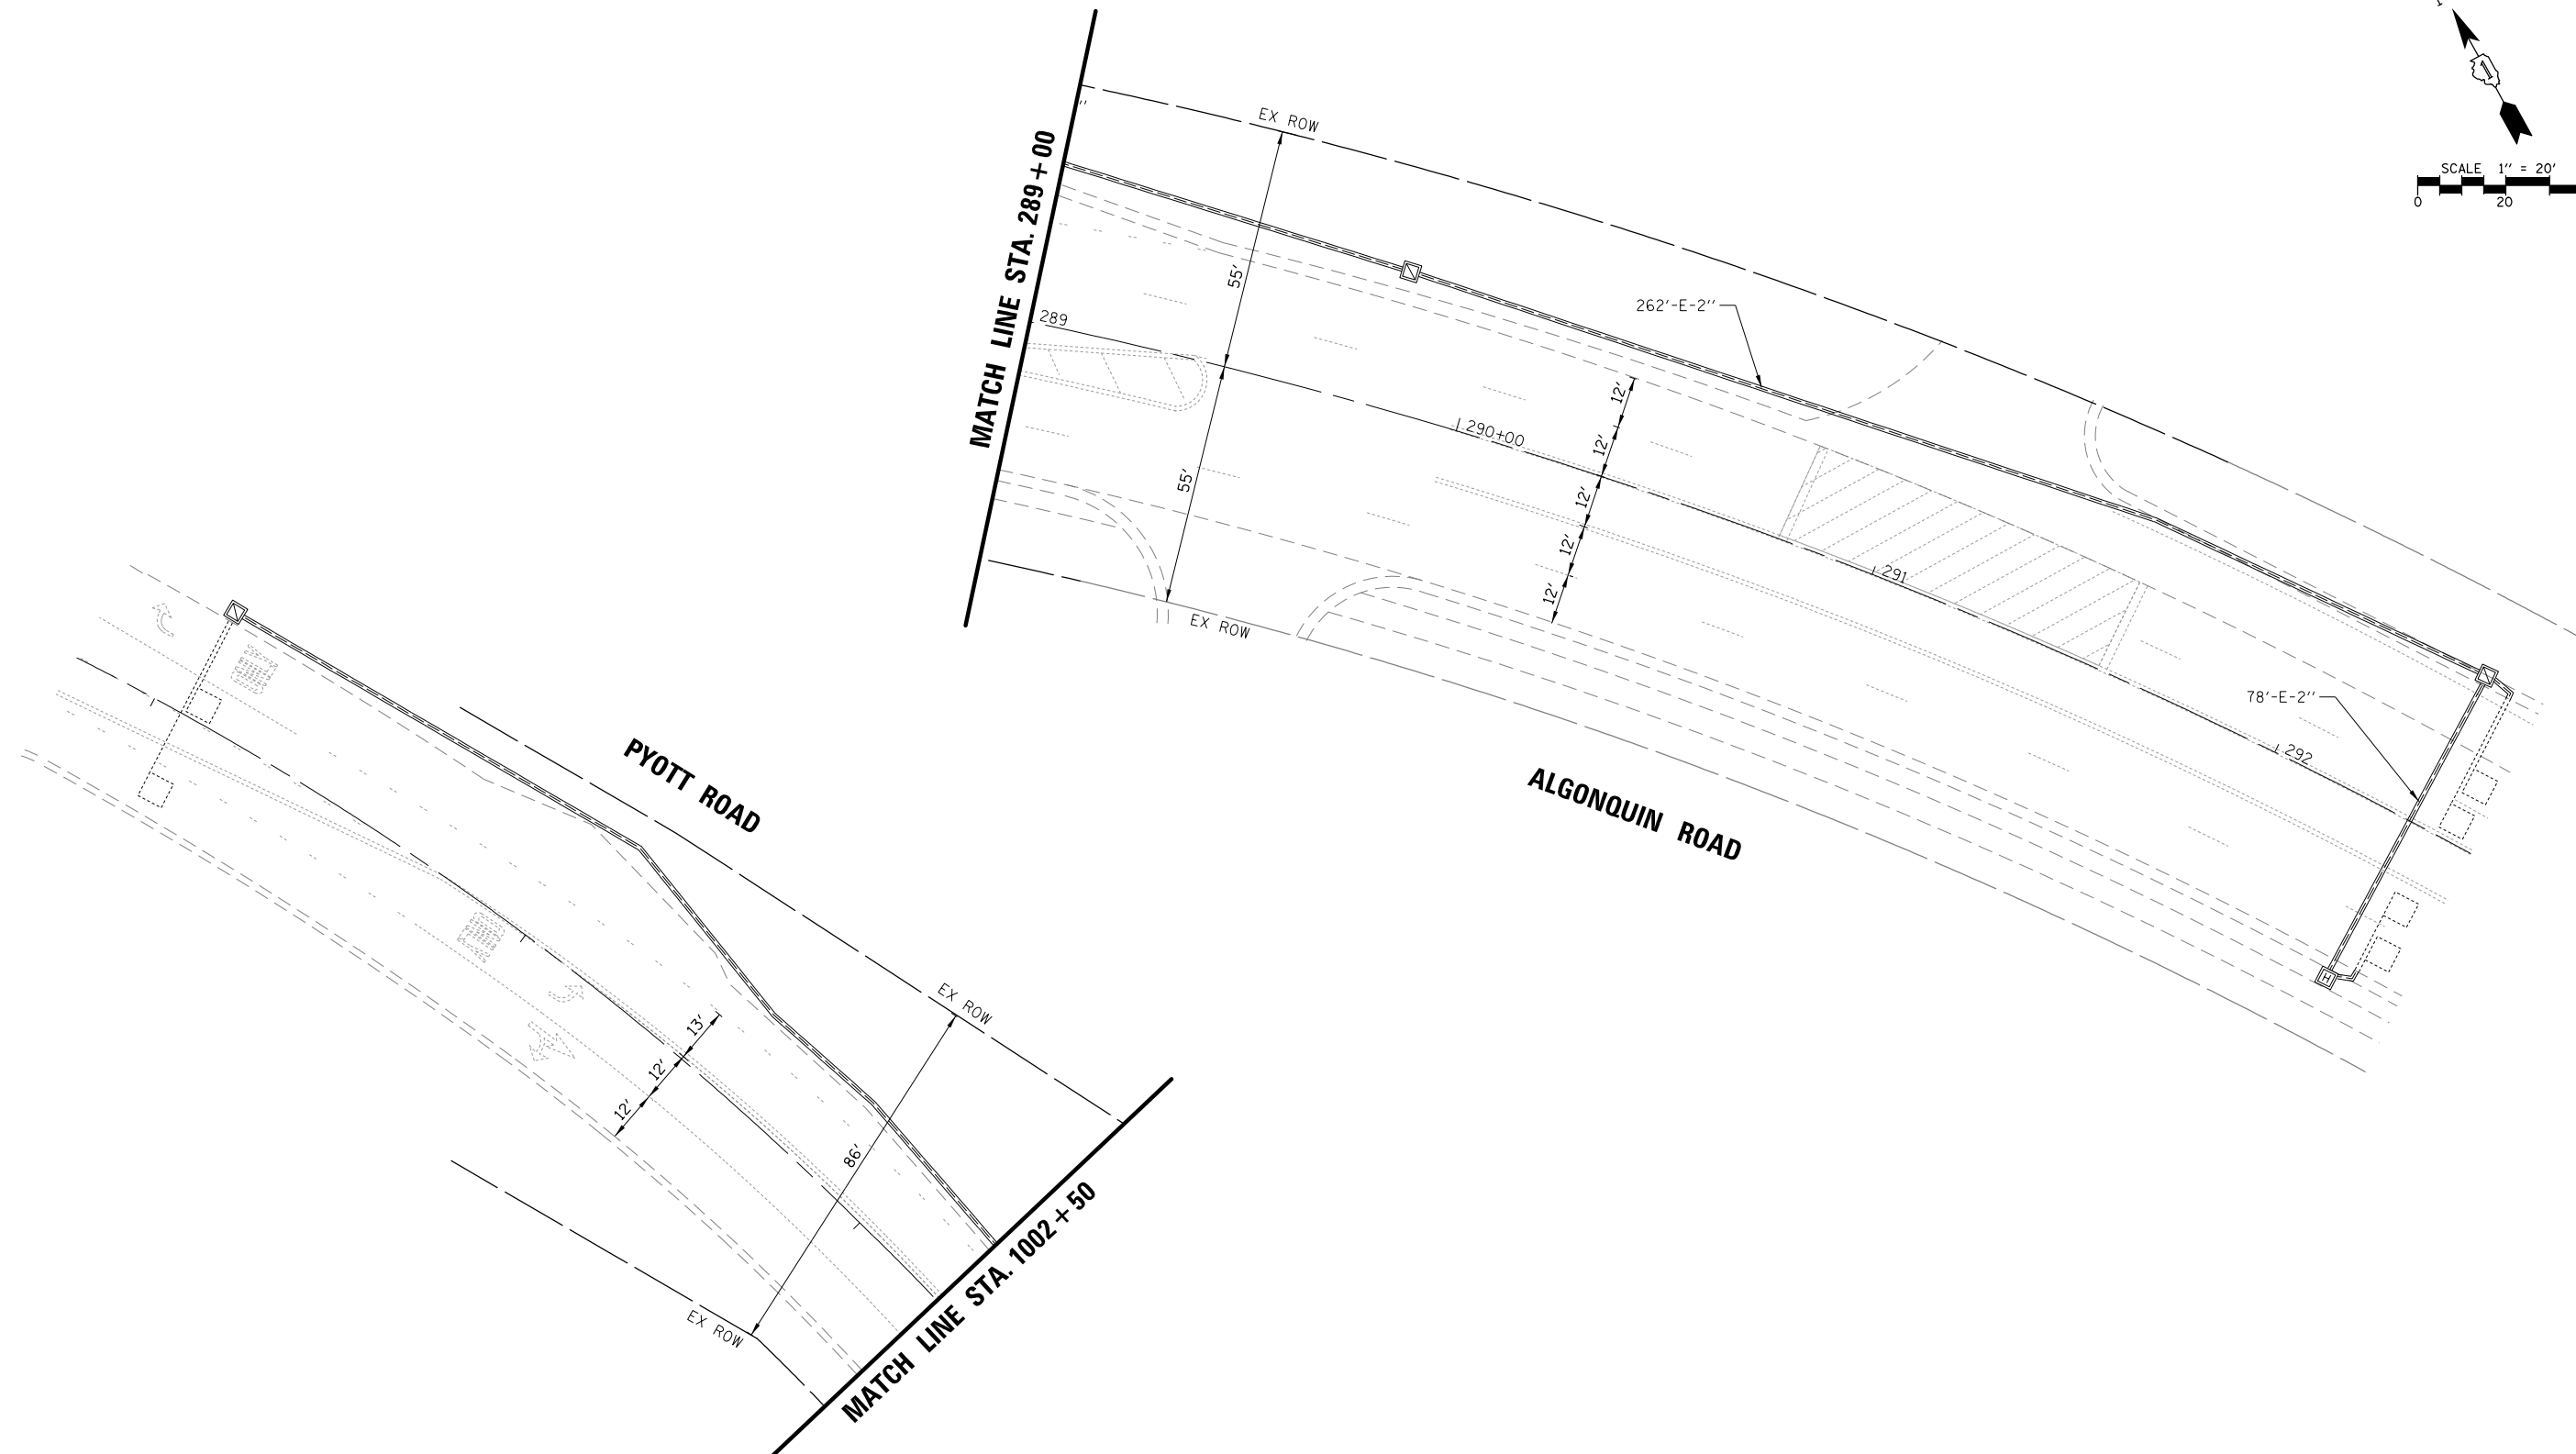 SCALE 1'' = 20'
0 20
MATCH LINE STA. 289+00
EX ROW
55'
289
262'-E-2''
12'
290+00
12'
55'
12'
12'
12'
291
EX ROW
78'-E-2''
292
ALGONQUIN ROAD
H
PYOTT ROAD
EX ROW
13'
12'
12'
86'
EX ROW
MATCH LINE STA. 1002+50